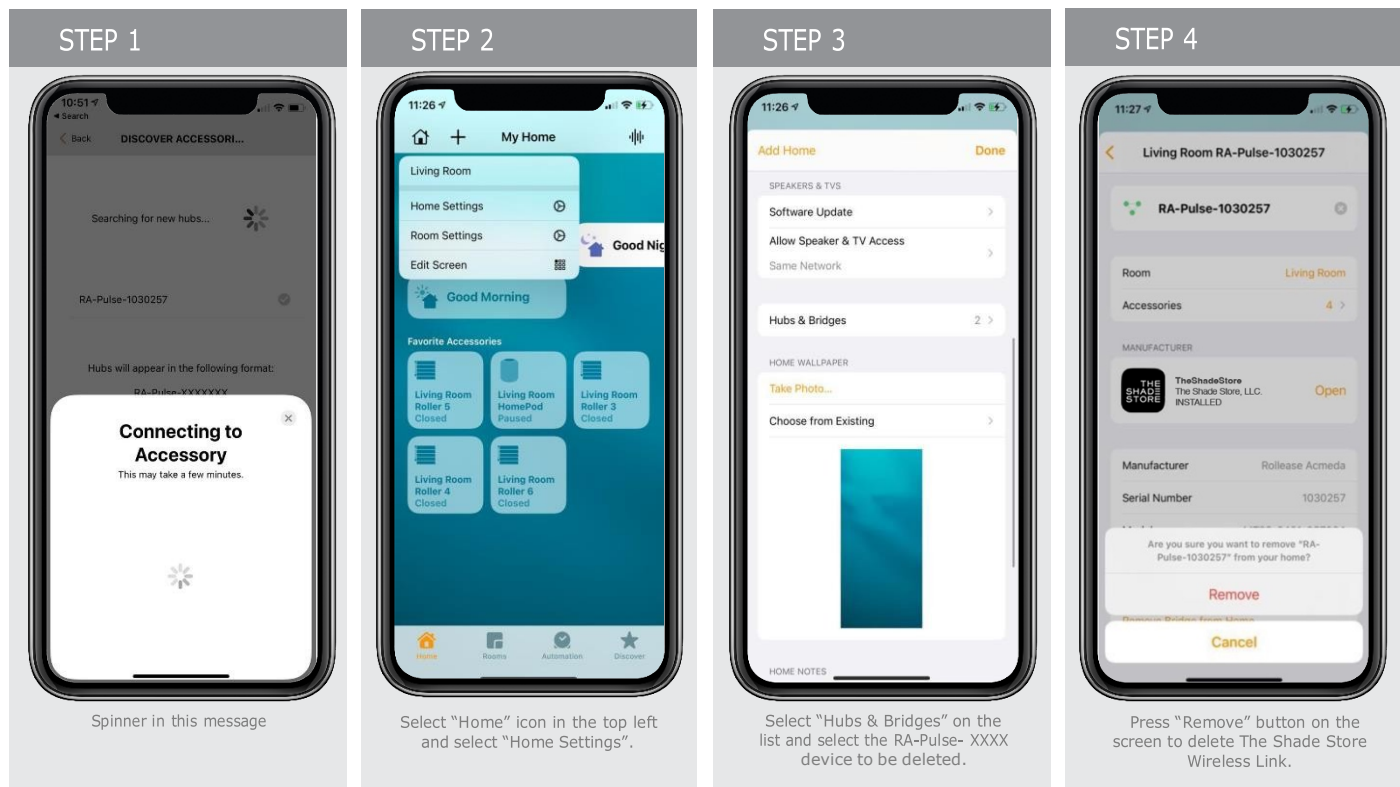 STEP 1
10:51
Search
Back
DISCOVER ACCESSORI...
Searching for new hubs...
RA-Pulse-1030257
Hubs will appear in the following format:
RA-Pulse-XXXXXXX
Connecting to
Accessory
This may take a few minutes.
Spinner in this message
STEP 2
11:26
My Home
Living Room
Home Settings
Room Settings
Edit Screen
Good Nig
Good Morning
Favorite Accessories
Living Room
Roller 5
Closed
Living Room
HomePod
Paused
Living Room
Roller 3
Closed
Living Room
Roller 4
Closed
Living Room
Roller 6
Closed
Home
Rooms
Automation
Discover
Select “Home” icon in the top left
and select “Home Settings”.
STEP 3
11:26
Add Home
Done
SPEAKERS & TVS
Software Update
Allow Speaker & TV Access
Same Network
Hubs & Bridges 2
HOME WALLPAPER
Take Photo...
Choose from Existing
HOME NOTES
Select “Hubs & Bridges” on the
list and select the RA-Pulse- XXXX
device to be deleted.
STEP 4
11:27
Living Room RA-Pulse-1030257
RA-Pulse-1030257
Room Living Room
Accessories 4
MANUFACTURER
THE
SHADE
STORE
TheShadeStore
The Shade Store, LLC.
INSTALLED
Open
Manufacturer Rollease Acmeda
Serial Number 1030257
Are you sure you want to remove “RA-
Pulse-1030257” from your home?
Remove
Remove Bridge from Home
Cancel
Press “Remove” button on the
screen to delete The Shade Store
Wireless Link.